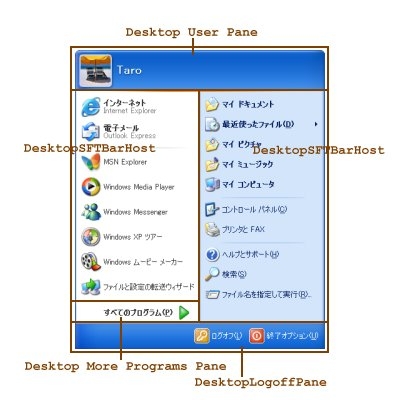 Desktop User Pane
Taro
インターネット
Internet Explorer
電子メール
Outlook Express
DesktopSFTBarHost
MSN Explorer
Windows Media Player
Windows Messenger
Windows XP ツアー
Windows ムービー メーカー
ファイルと設定の転送ウィザード
すべてのプログラム(P)
マイ ドキュメント
最近使ったファイル(D)
マイ ピクチャ
DesktopSFTBarHost
マイ ミュージック
マイ コンピュータ
コントロール パネル(C)
プリンタと FAX
ヘルプとサポート(H)
検索(S)
ファイル名を指定して実行(R)...
ログオフ(L)
終了オプション(U)
Desktop More Programs Pane
DesktopLogoffPane